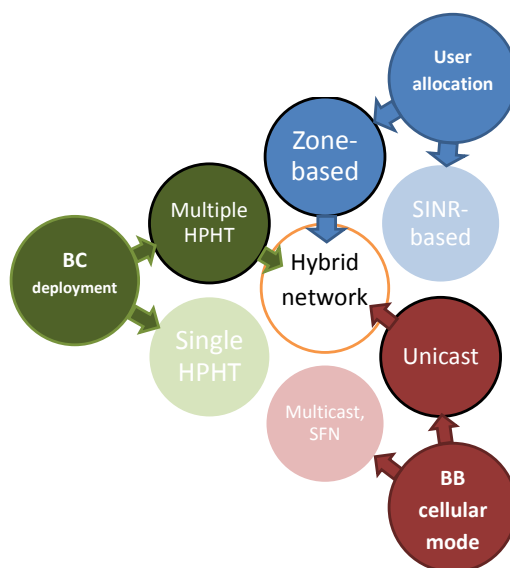 User
allocation
Zone-
based
SINR-
based
Multiple
HPHT
BC
deployment
Hybrid
network
Single
HPHT
Unicast
Multicast,
SFN
BB
cellular
mode